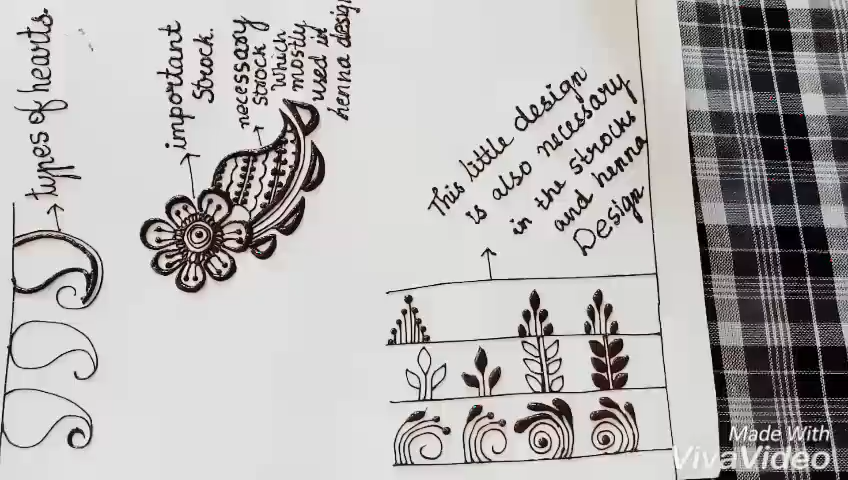 types of hearts.
important
strock.
necessary
strock
which
mostly
used in
henna design
This little design
is also necessary
in the strocks
and henna
Design
Made With
VivaVideo